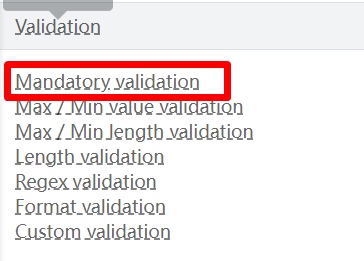 Validation
Mandatory validation
Max / Min value validation
Max / Min length validation
Length validation
Regex validation
Format validation
Custom validation